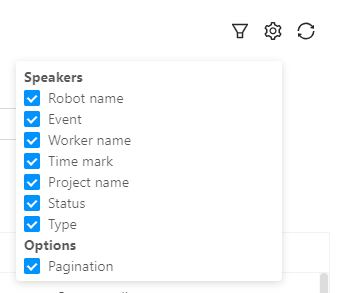 Speakers
Robot name
Event
Worker name
Time mark
Project name
Status
Type
Options
Pagination